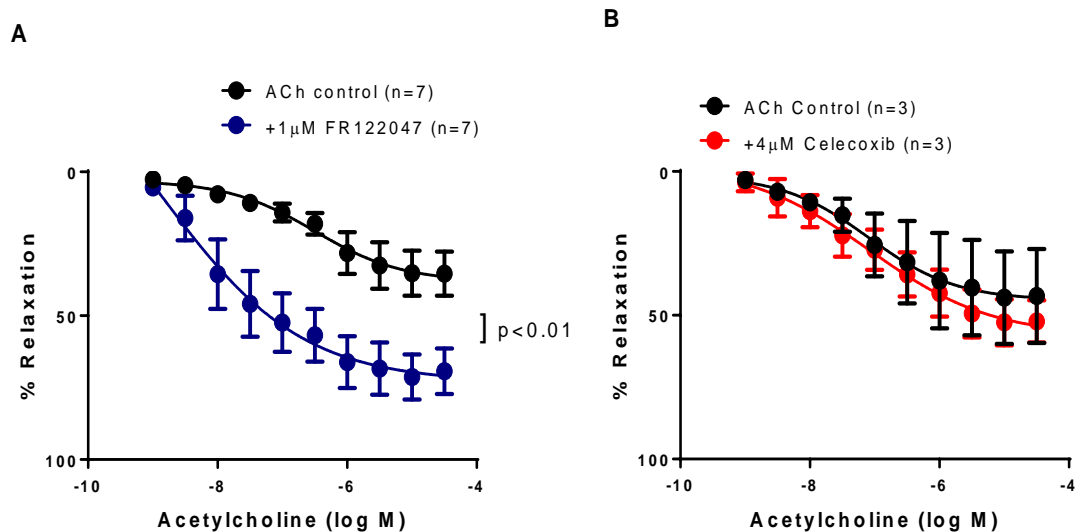 A
ACh control (n=7)
+1μM FR122047 (n=7)
0
50
100
% Relaxation
p<0.01
-10
-8
-6
-4
Acetylcholine (log M)
B
ACh Control (n=3)
+4μM Celecoxib (n=3)
0
50
100
% Relaxation
-10
-8
-6
-4
Acetylcholine (log M)